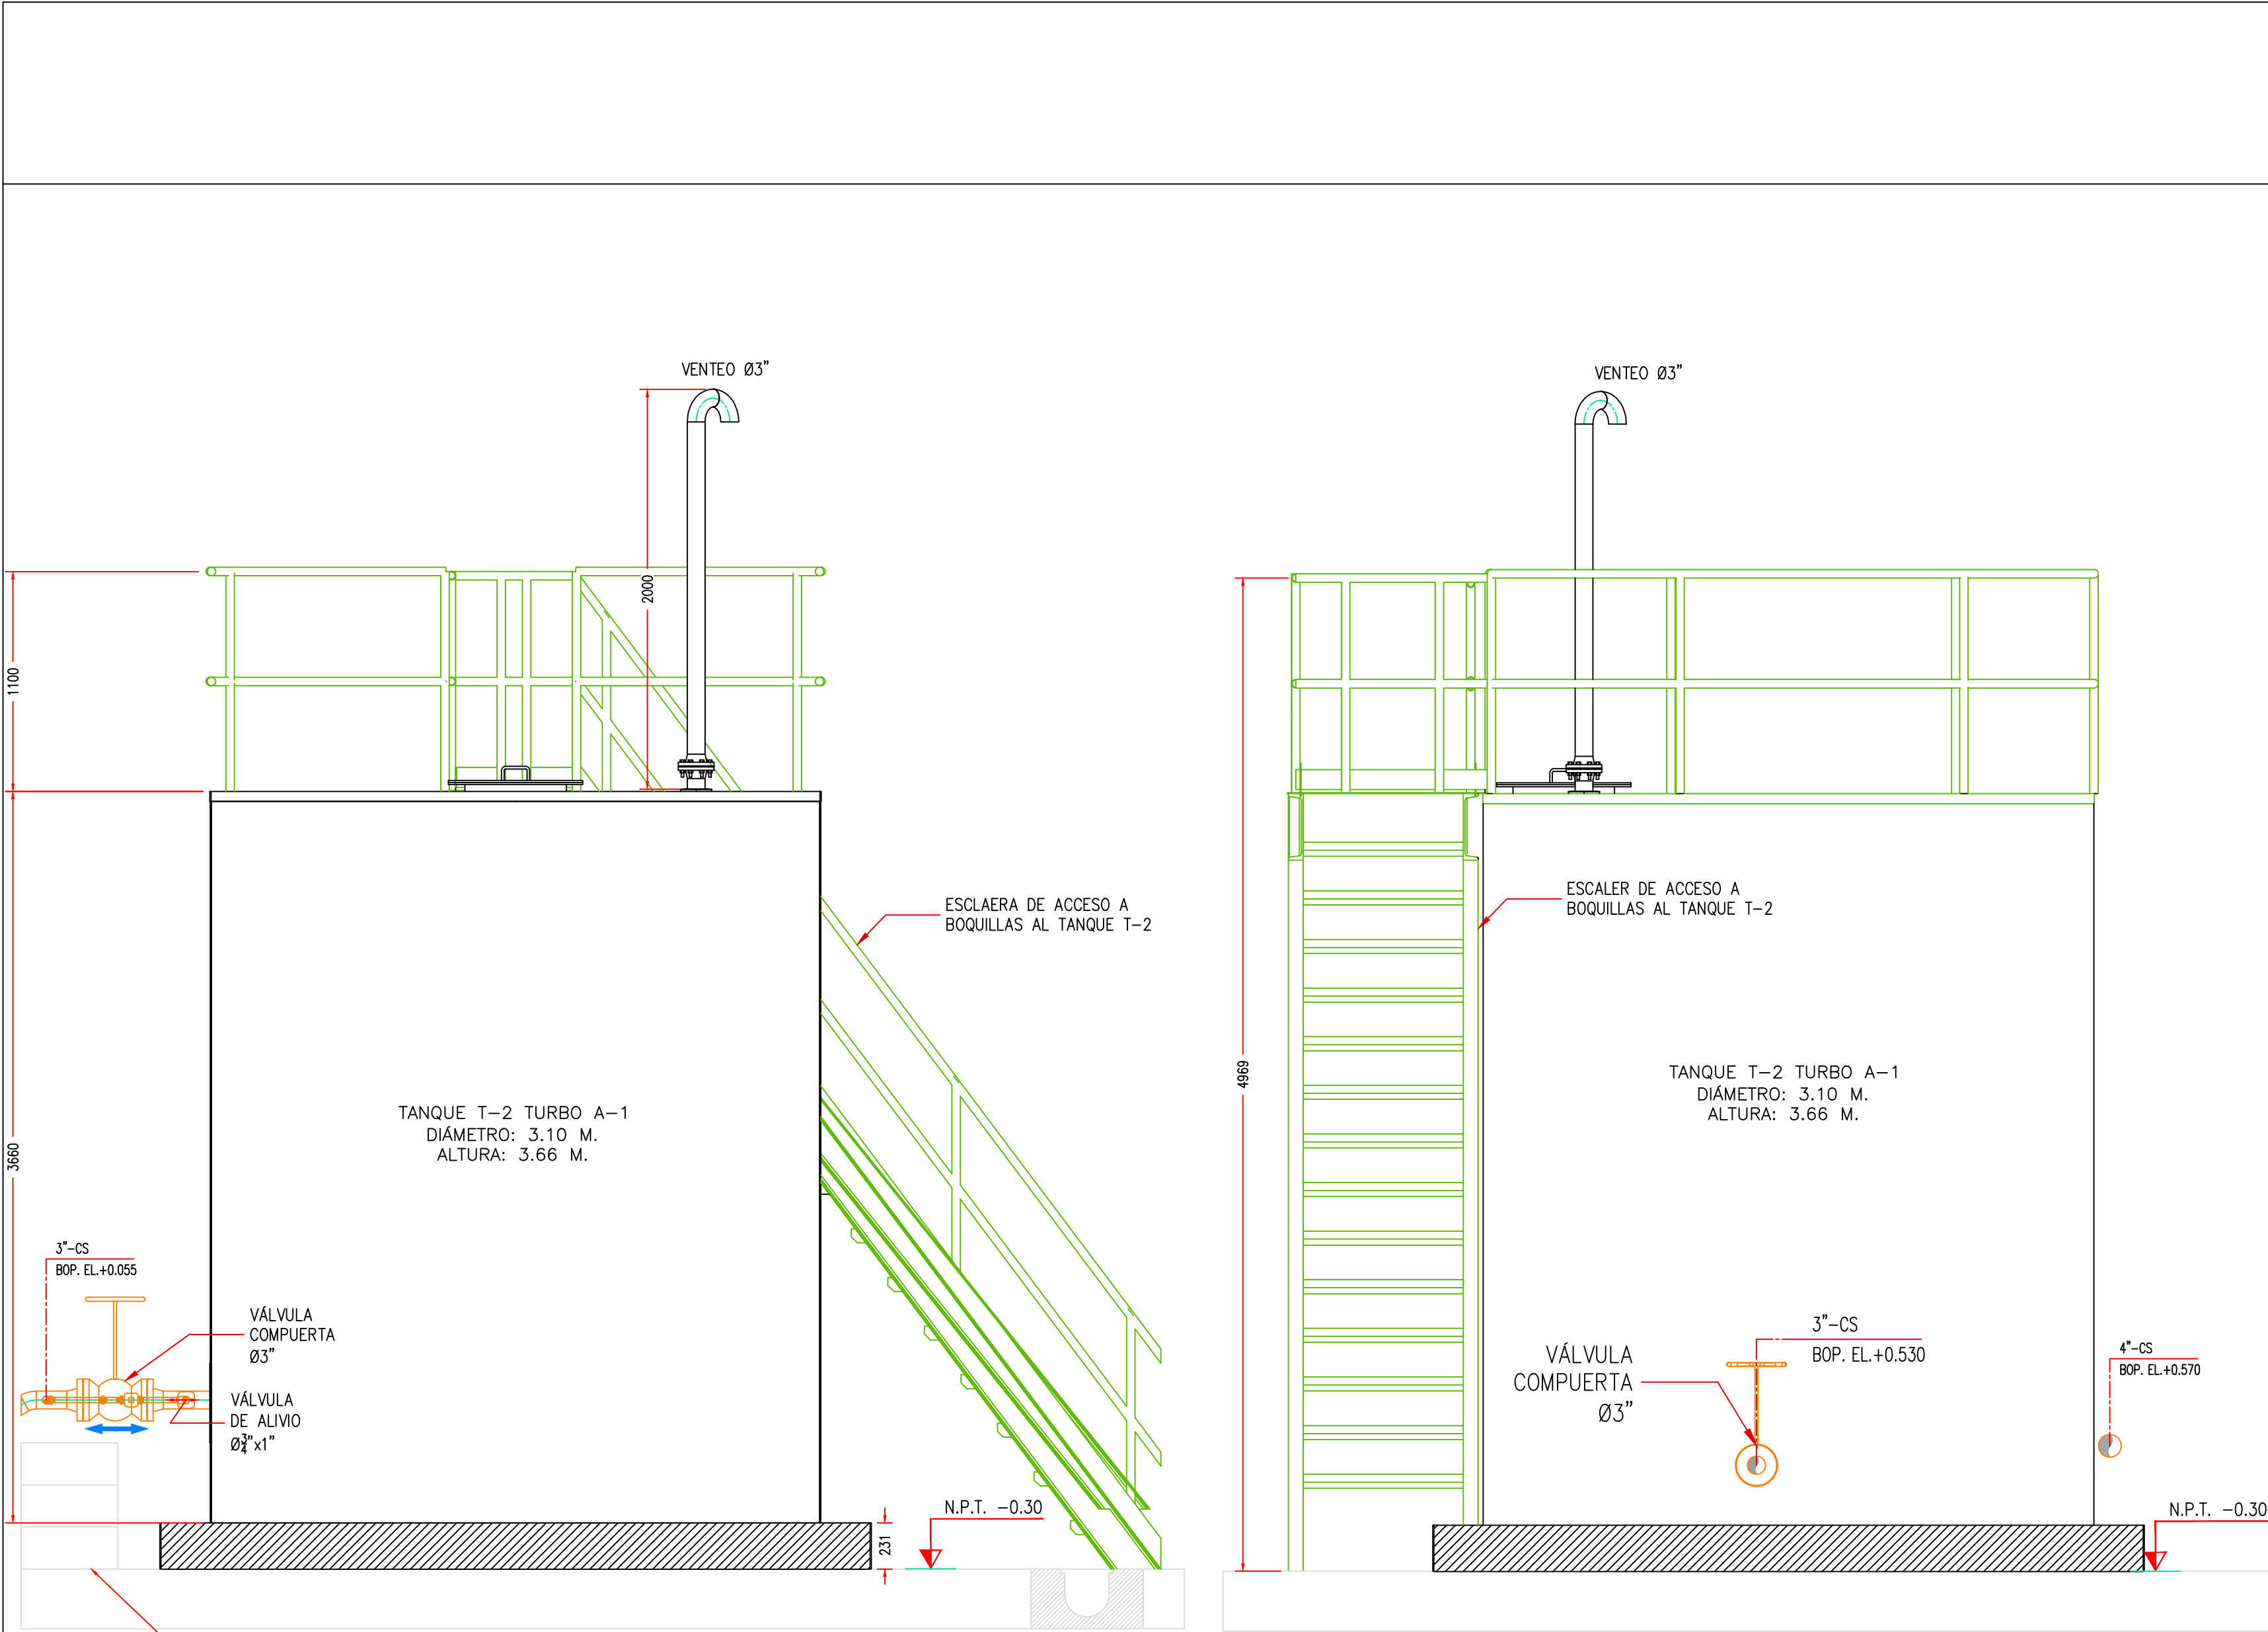 VENTEO Ø3"
2000
1100
3660
ESCLAERA DE ACCESO A
BOQUILLAS AL TANQUE T-2
TANQUE T-2 TURBO A-1
DIÁMETRO: 3.10 M.
ALTURA: 3.66 M.
3"-CS
BOP. EL.+0.055
VÁLVULA
COMPUERTA
Ø3"
VÁLVULA
DE ALIVIO
Ø3/4"x1"
N.P.T. -0.30
231
VENTEO Ø3"
4969
ESCALER DE ACCESO A
BOQUILLAS AL TANQUE T-2
TANQUE T-2 TURBO A-1
DIÁMETRO: 3.10 M.
ALTURA: 3.66 M.
3"-CS
BOP. EL.+0.530
VÁLVULA
COMPUERTA
Ø3"
4"-CS
BOP. EL.+0.570
N.P.T. -0.30